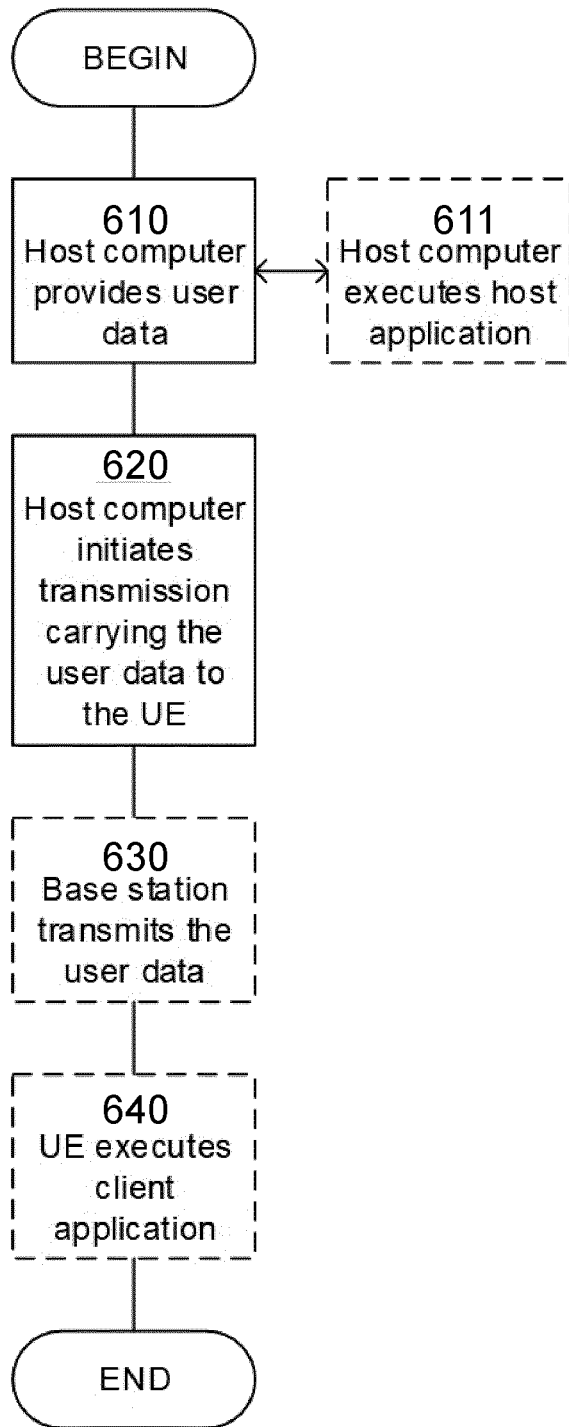 BEGIN
610
Host computer
provides user
data
611
Host computer
executes host
application
620
Host computer
initiates
transmission
carrying the
user data to
the UE
630
Base station
transmits the
user data
640
UE executes
client
application
END